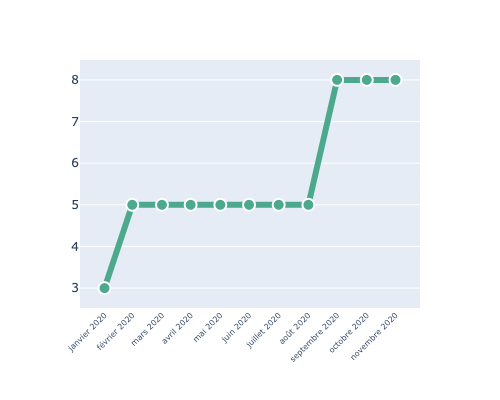 8
7
6
5
4
3
janvier 2020
février 2020
mars 2020
avril 2020
mai 2020
juin 2020
juillet 2020
août 2020
septembre 2020
octobre 2020
novembre 2020